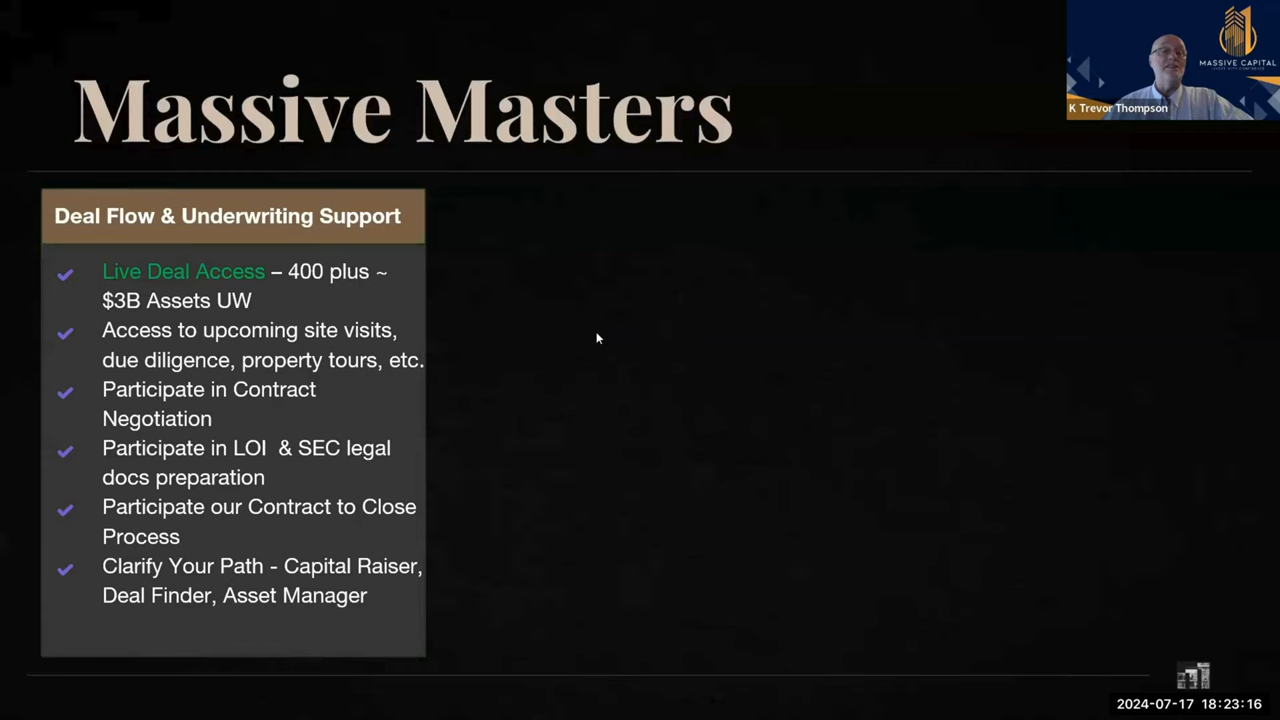 Massive Masters
MASSIVE CAPITAL
K Trevor Thompson
Deal Flow & Underwriting Support
Live Deal Access – 400 plus ~
$3B Assets UW
Access to upcoming site visits,
due diligence, property tours, etc.
Participate in Contract
Negotiation
Participate in LOI & SEC legal
docs preparation
Participate our Contract to Close
Process
Clarify Your Path - Capital Raiser,
Deal Finder, Asset Manager
2024-07-17 18:23:16